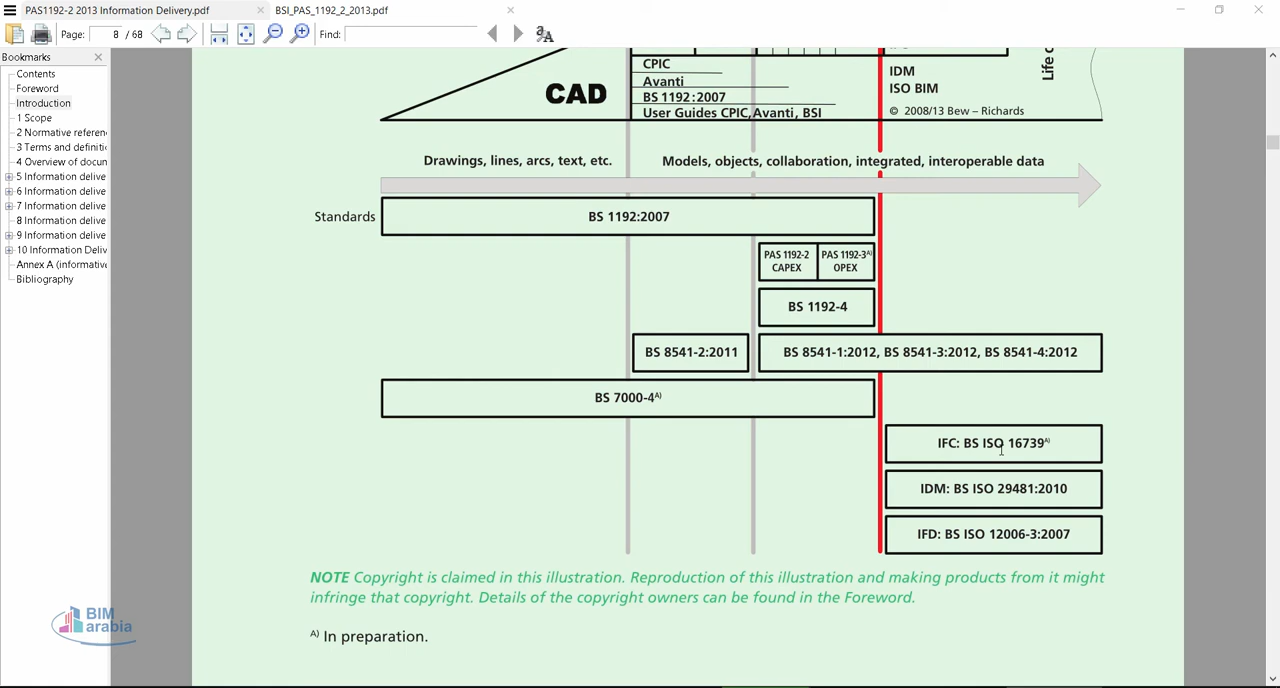 PAS1192-2 2013 Information Delivery.pdf
BSI_PAS_1192_2_2013.pdf
Page: 8 / 68
Find:
Bookmarks
Contents
Foreword
Introduction
1 Scope
2 Normative referen
3 Terms and definiti
4 Overview of docum
5 Information delive
6 Information delive
7 Information delive
8 Information delive
9 Information delive
10 Information Deliv
Annex A (informative
Bibliography
CAD
CPIC
Avanti
BS 1192:2007
User Guides CPIC, Avanti, BSI
IDM
ISO BIM
© 2008/13 Bew – Richards
Life c
Drawings, lines, arcs, text, etc.
Models, objects, collaboration, integrated, interoperable data
Standards
BS 1192:2007
PAS 1192-2
CAPEX
PAS 1192-3A)
OPEX
BS 1192-4
BS 8541-2:2011
BS 8541-1:2012, BS 8541-3:2012, BS 8541-4:2012
BS 7000-4A)
IFC: BS ISO 16739A)
IDM: BS ISO 29481:2010
IFD: BS ISO 12006-3:2007
NOTE Copyright is claimed in this illustration. Reproduction of this illustration and making products from it might
infringe that copyright. Details of the copyright owners can be found in the Foreword.
A) In preparation.
BIM
arabia